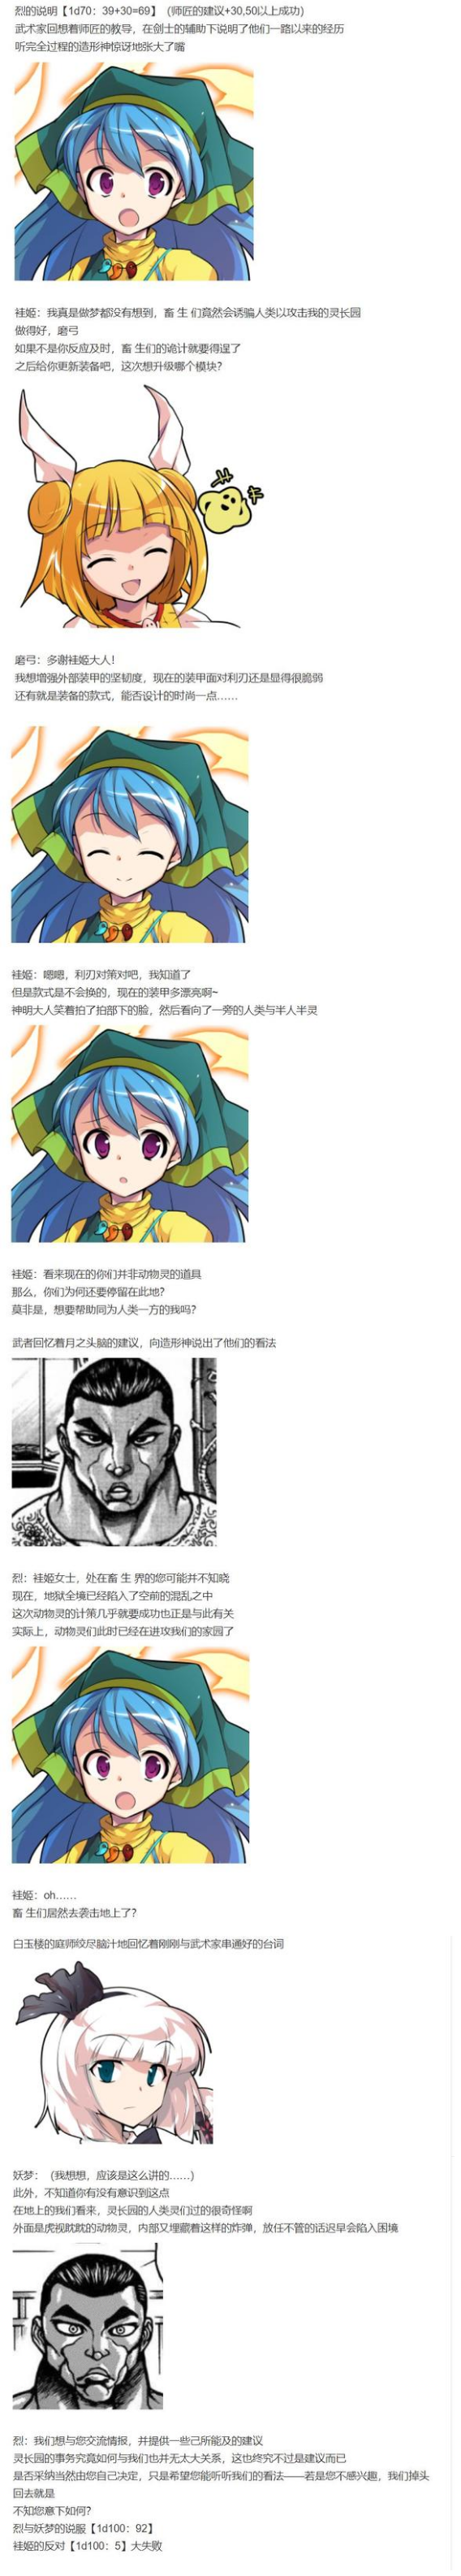 烈的说明【1d70：39+30=69】（师匠的建议+30,50以上成功）
武术家回想着师匠的教导，在剑士的辅助下说明了他们一路以来的经历
听完全过程的造形神惊讶地张大了嘴
袿姬：我真是做梦都没有想到，畜 生 们竟然会诱骗人类以攻击我的灵长园
做得好，磨弓
如果不是你反应及时，畜 生们的诡计就要得逞了
之后给你更新装备吧，这次想升级哪个模块？
磨弓：多谢袿姬大人！
我想增强外部装甲的坚韧度，现在的装甲面对利刃还是显得很脆弱
还有就是装备的款式，能否设计的时尚一点……
袿姬：嗯嗯，利刃对策对吧，我知道了
但是款式是不会换的，现在的装甲多漂亮啊~
神明大人笑着拍了拍部下的脸，然后看向了一旁的人类与半人半灵
袿姬：看来现在的你们并非动物灵的道具
那么，你们为何还要停留在此地？
莫非是，想要帮助同为人类一方的我吗？
武者回忆着月之头脑的建议，向造形神说出了他们的看法
烈：袿姬女士，处在畜 生 界的您可能并不知晓
现在，地狱全境已经陷入了空前的混乱之中
这次动物灵的计策几乎就要成功也正是与此有关
实际上，动物灵们此时已经在进攻我们的家园了
袿姬：oh……
畜 生们居然去袭击地上了？
白玉楼的庭师绞尽脑汁地回忆着刚刚与武术家串通好的台词
妖梦：（我想想，应该是这么讲的……）
此外，不知道你有没有意识到这点
在地上的我们看来，灵长园的人类灵们过的很奇怪啊
外面是虎视眈眈的动物灵，内部又埋藏着这样的炸弹，放任不管的话迟早会陷入困境
烈：我们想与您交流情报，并提供一些己所能及的建议
灵长园的事务究竟如何与我们也并无太大关系，这也终究不过是建议而已
是否采纳当然由您自己决定，只是希望您能听听我们的看法——若是您不感兴趣，我们掉头
回去就是
不知您意下如何？
烈与妖梦的说服【1d100：92】
袿姬的反对【1d100：5】大失败